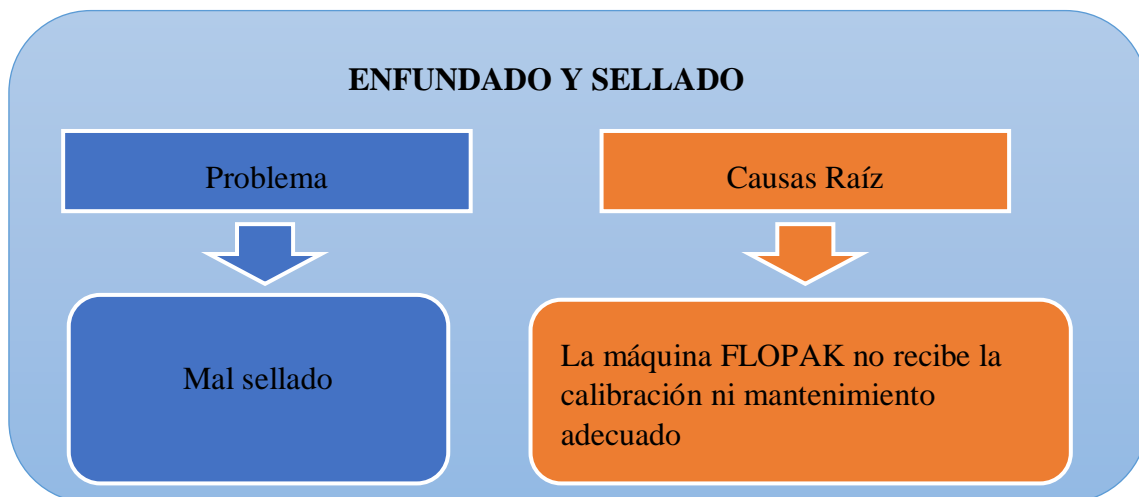 ENFUNDADO Y SELLADO
Problema
Causas Raíz
Mal sellado
La máquina FLOPAK no recibe la
calibración ni mantenimiento
adecuado